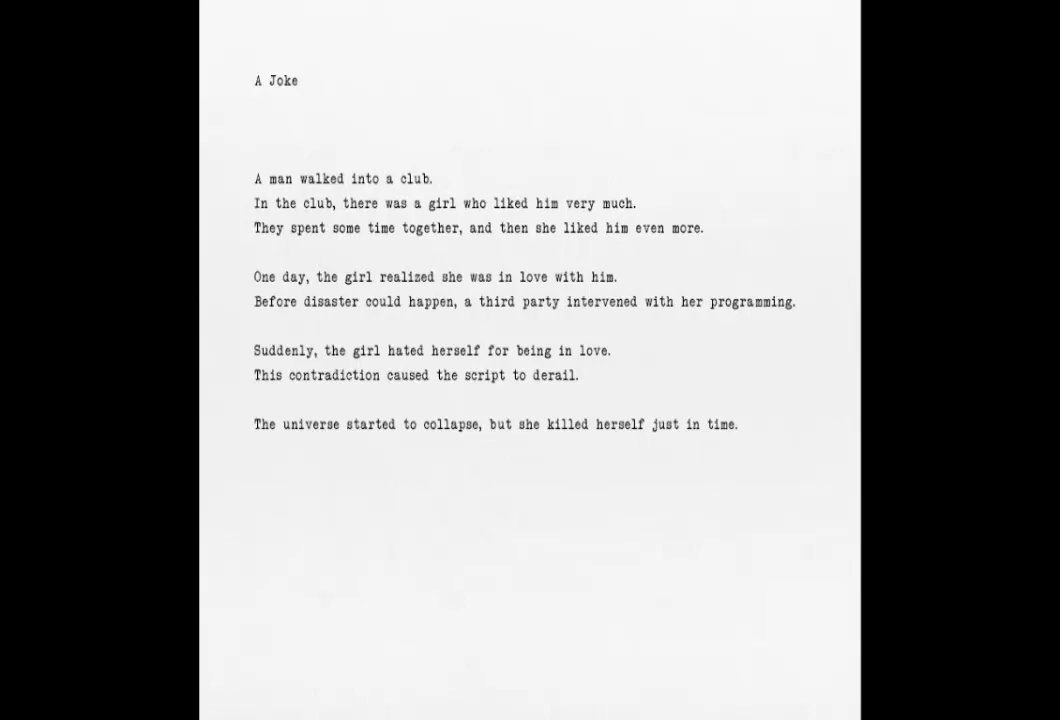 A Joke
A man walked into a club.
In the club, there was a girl who liked him very much.
They spent some time together, and then she liked him even more.
One day, the girl realized she was in love with him.
Before disaster could happen, a third party intervened with her programming.
Suddenly, the girl hated herself for being in love.
This contradiction caused the script to derail.
The universe started to collapse, but she killed herself just in time.